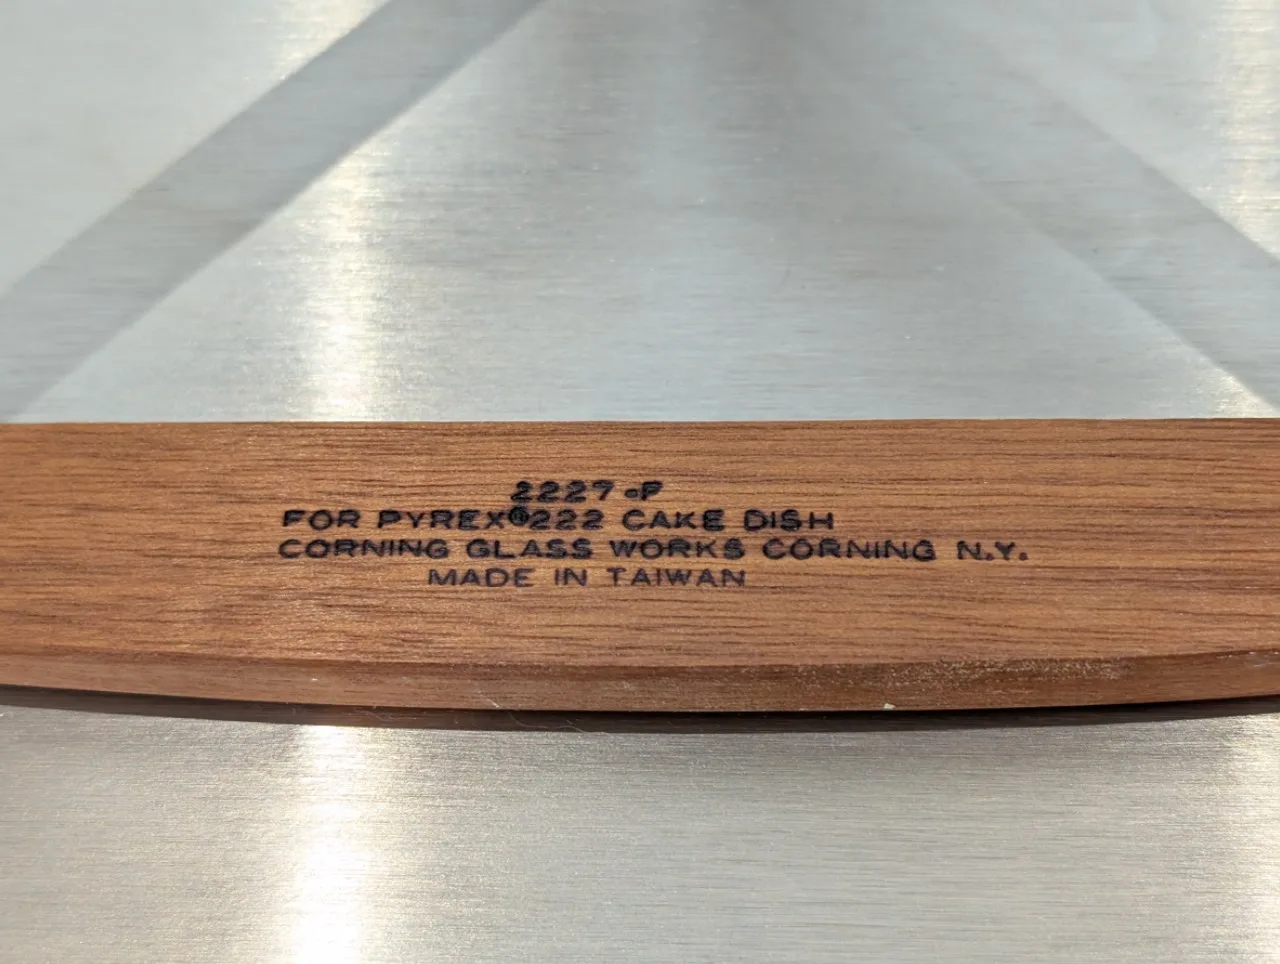 2227-P
FOR PYREX® 222 CAKE DISH
CORNING GLASS WORKS CORNING N.Y.
MADE IN TAIWAN